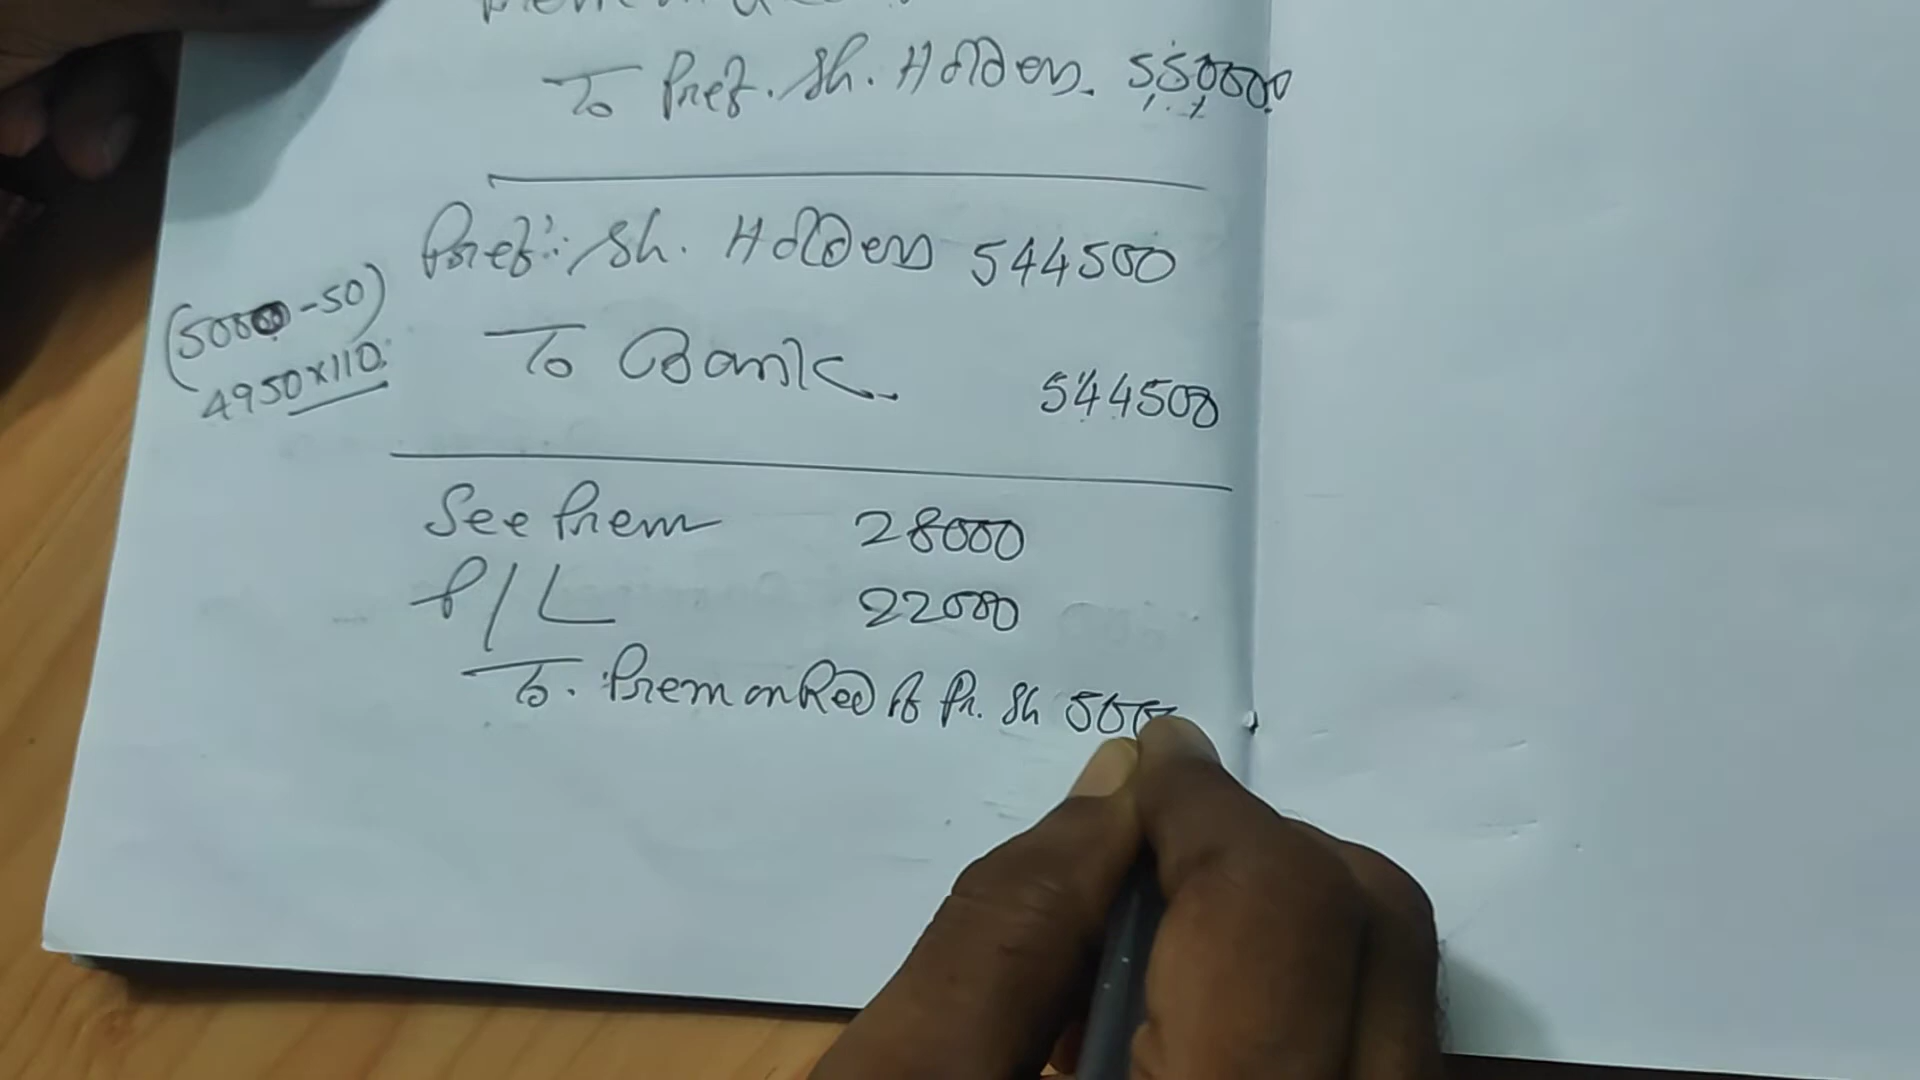 To Pref. Sh. Holders. 550000
Pref. Sh. Holders 544500
(5000-50)
4950x110
To Bank. 544500
Sec Prem 28000
P/L 22000
To. Prem on Red of Pr. Sh 500